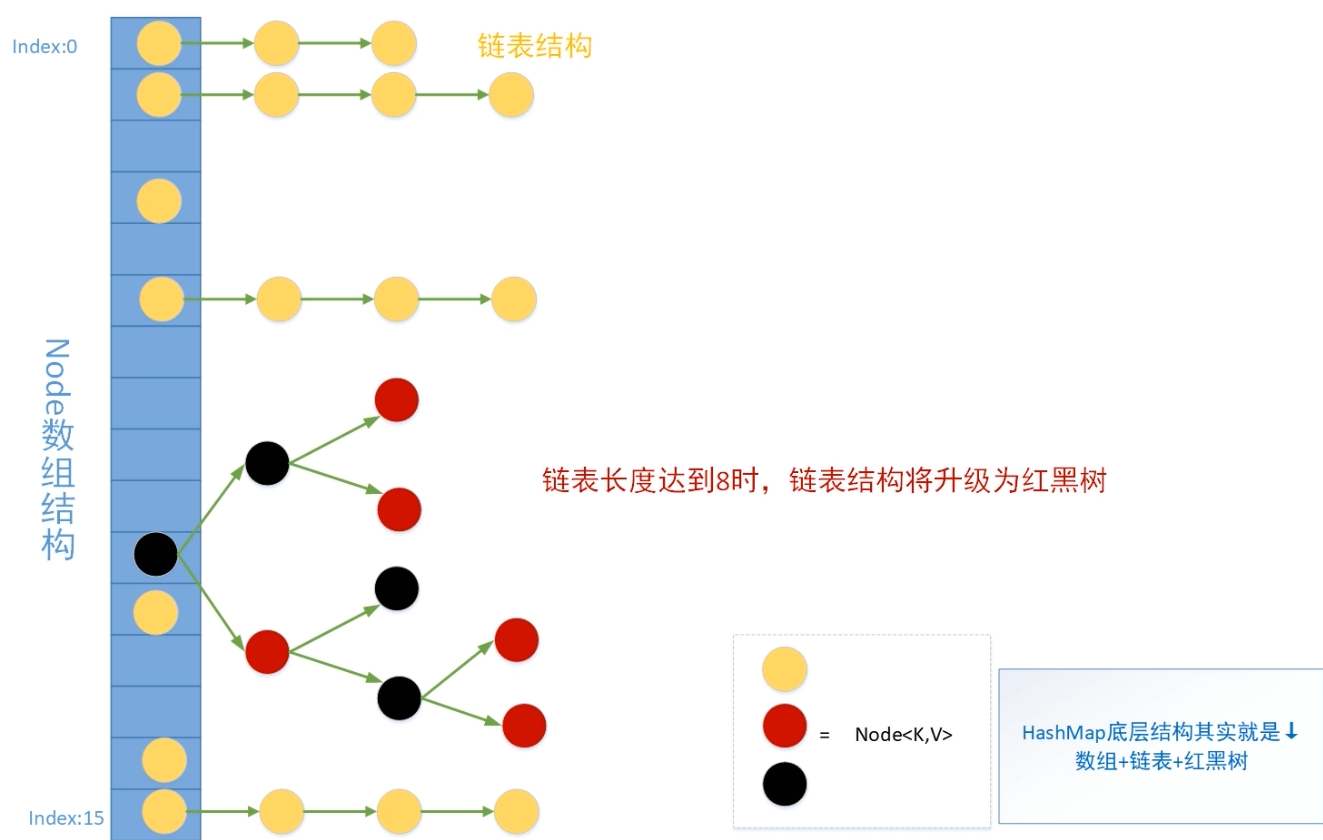 Index:0
链表结构
Node数组结构
链表长度达到8时，链表结构将升级为红黑树
= Node<K,V>
HashMap底层结构其实就是↓
数组+链表+红黑树
Index:15